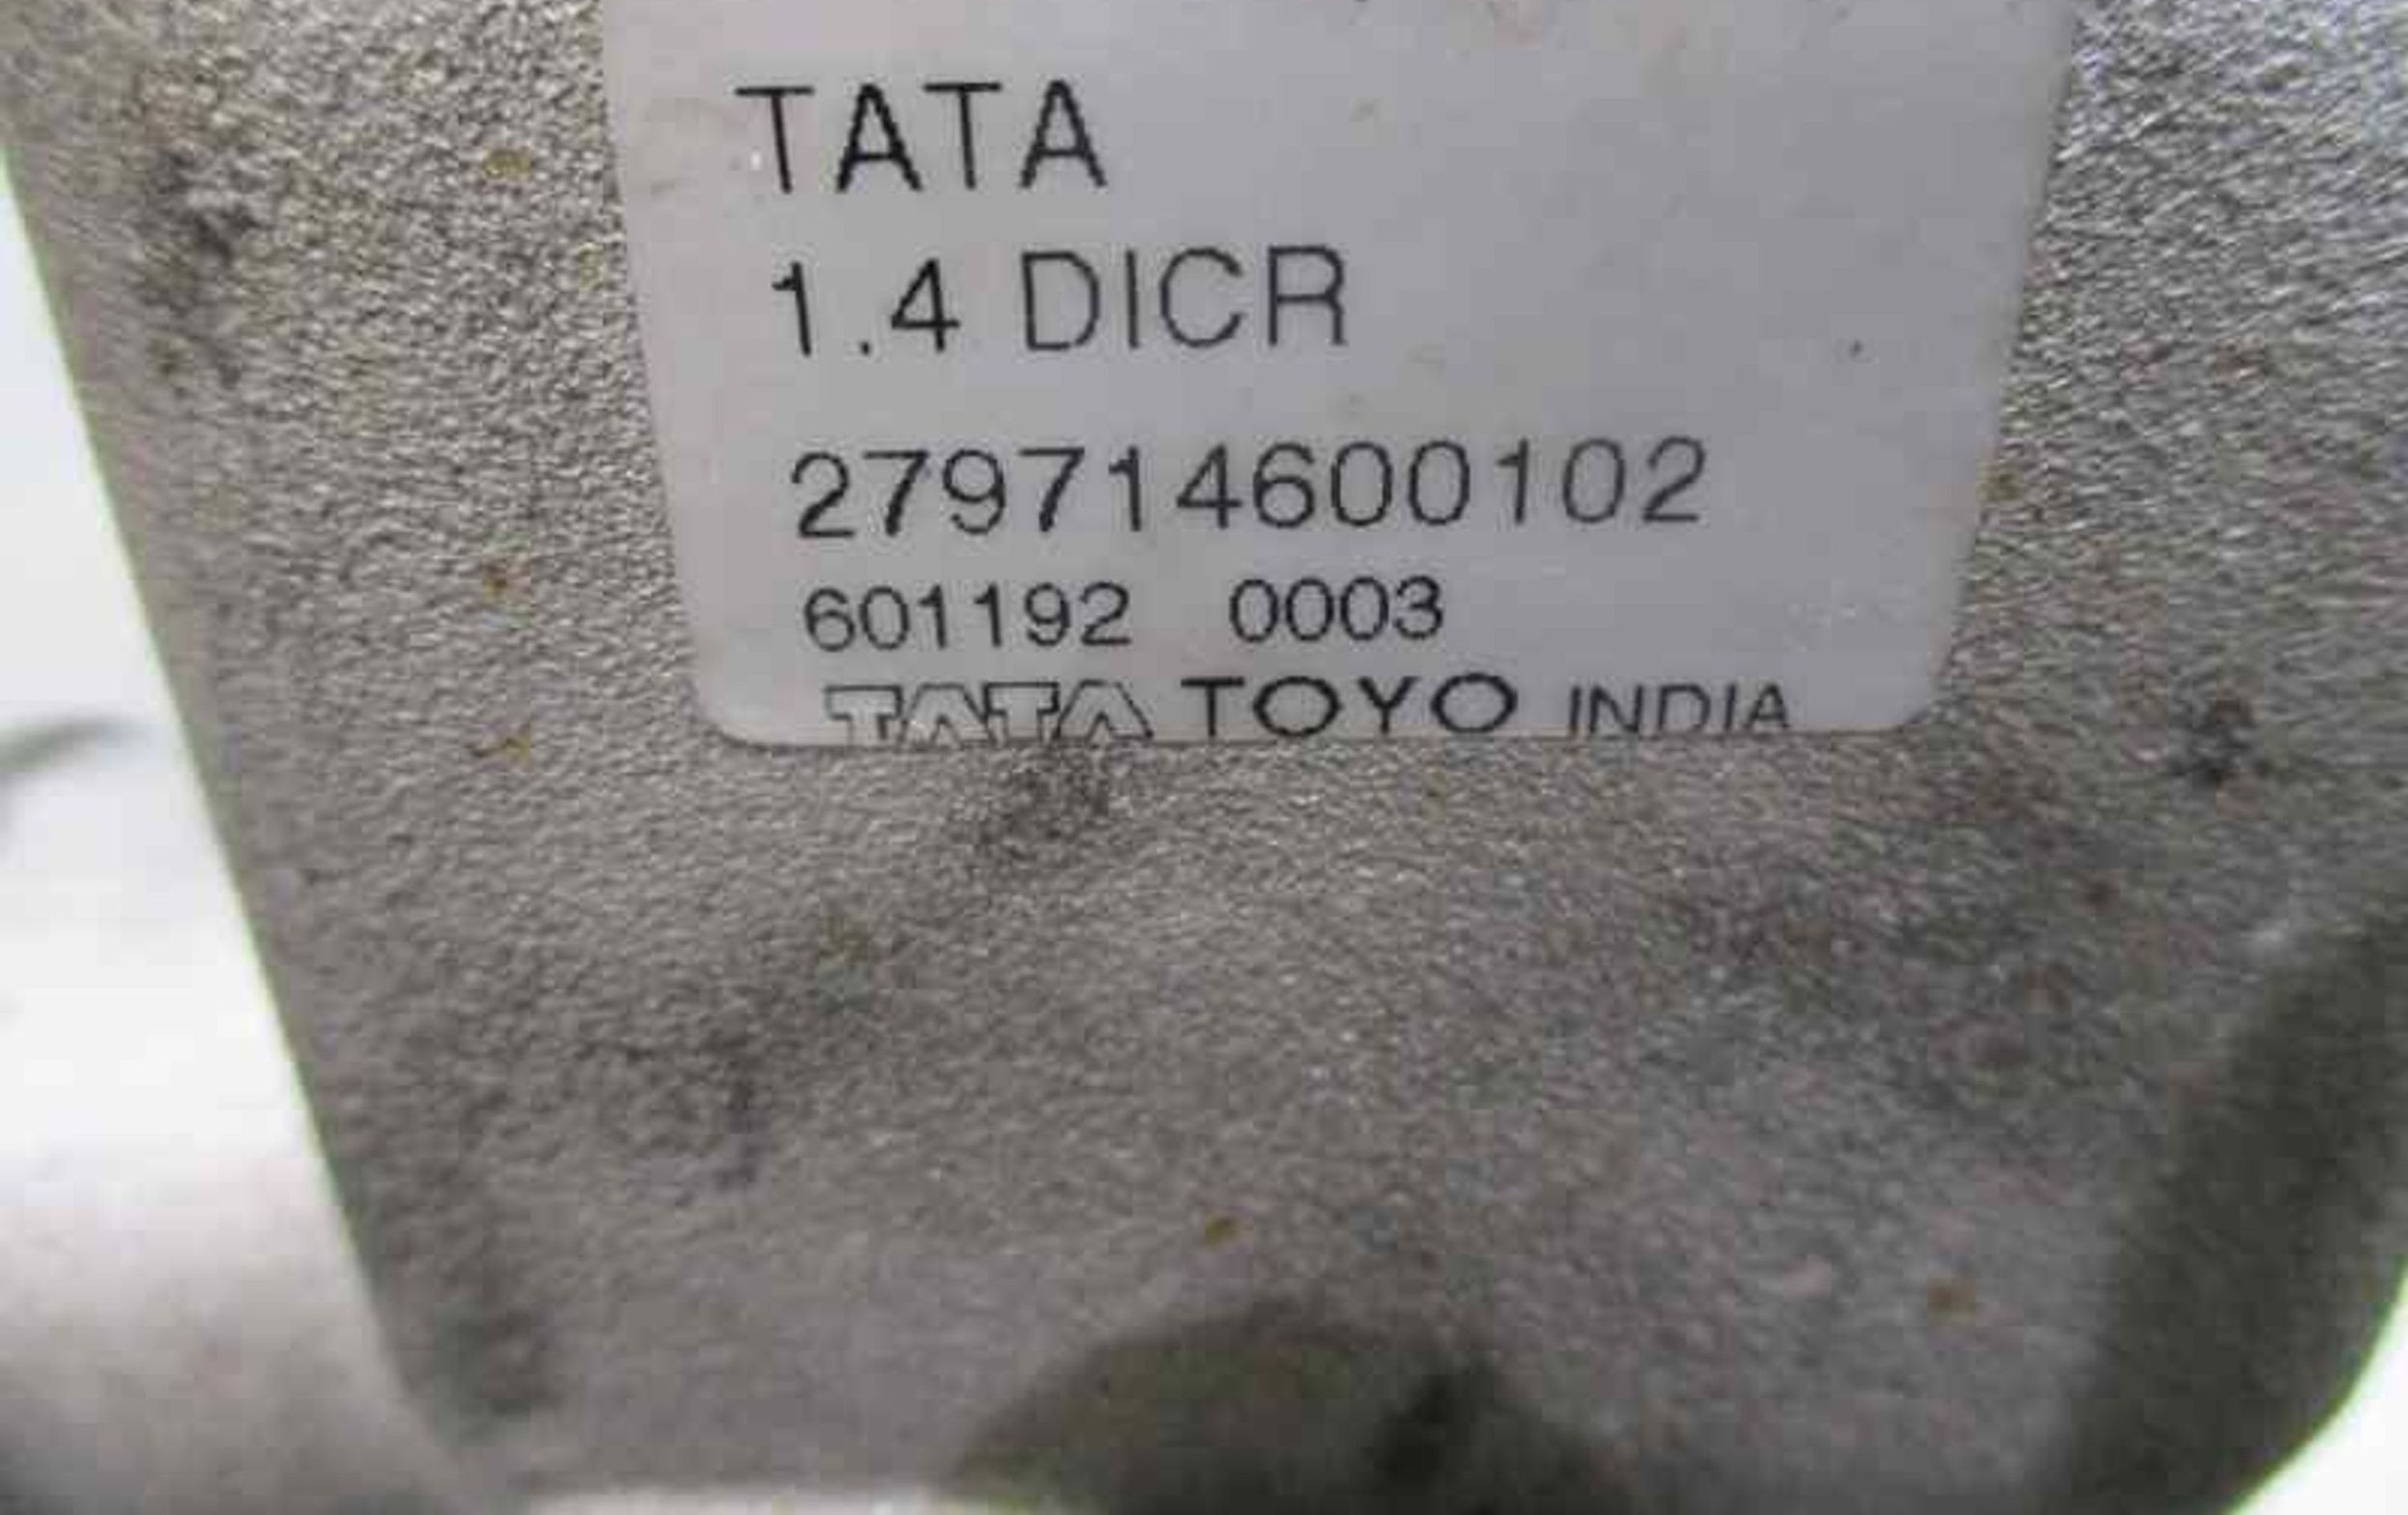 TATA
1.4 DICR
279714600102
601192 0003
TATA TOYO INDIA